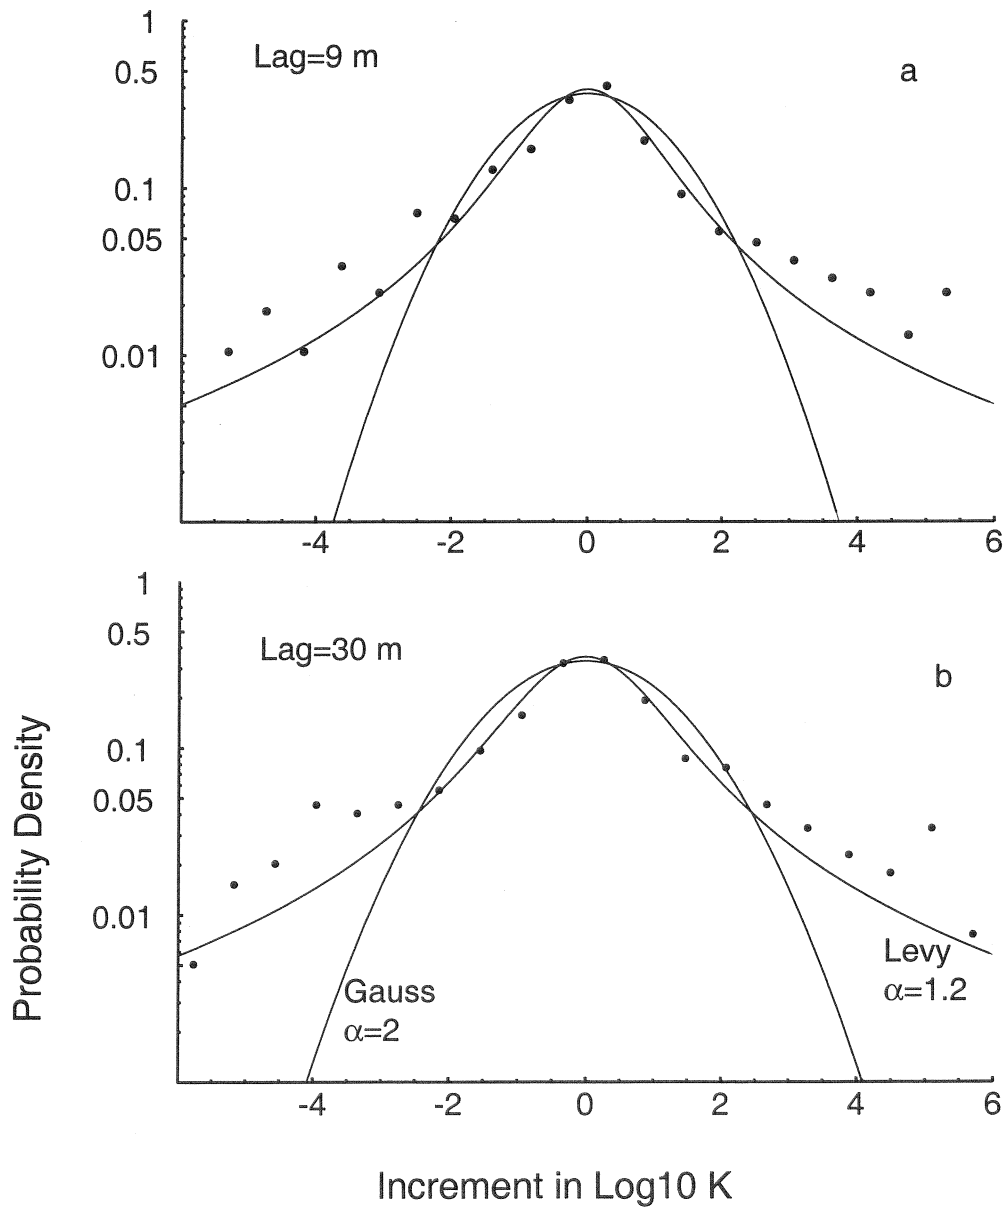 1
0.5
0.1
0.05
0.01
Lag=9 m
a
-4 -2 0 2 4 6
1
0.5
0.1
0.05
0.01
Lag=30 m
b
Gauss
α=2
Levy
α=1.2
-4 -2 0 2 4 6
Probability Density
Increment in Log10 K